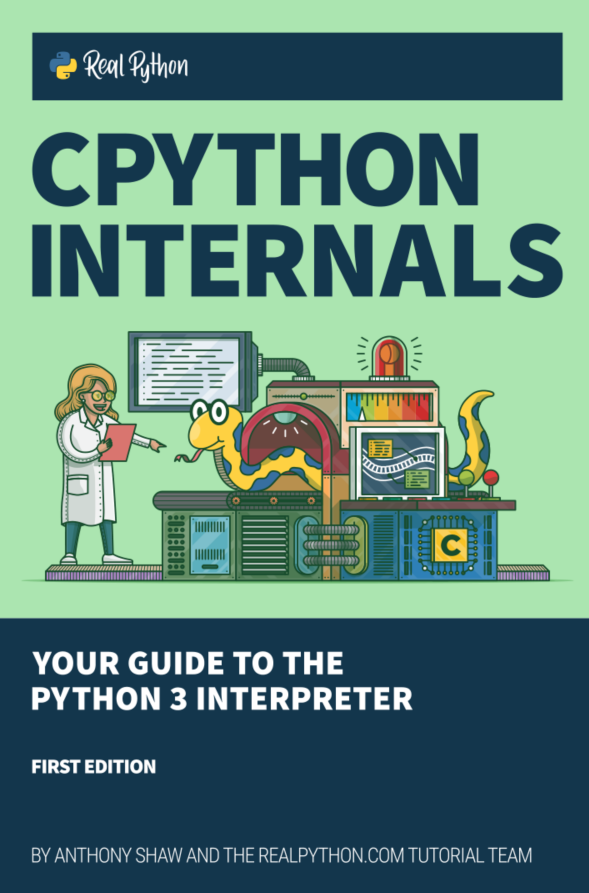 Real Python
CPYTHON
INTERNALS
C
YOUR GUIDE TO THE
PYTHON 3 INTERPRETER
FIRST EDITION
BY ANTHONY SHAW AND THE REALPYTHON.COM TUTORIAL TEAM